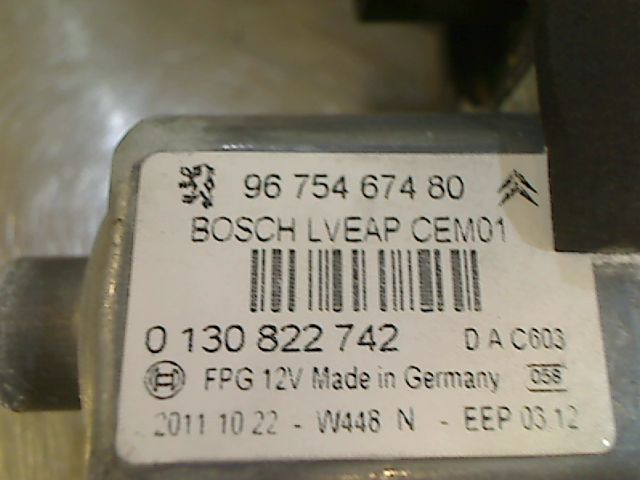 96 754 674 80
BOSCH LVEAP CEM01
0 130 822 742 D A C603
FPG 12V Made in Germany 058
2011 10 22 - W448 N - EEP 03.12